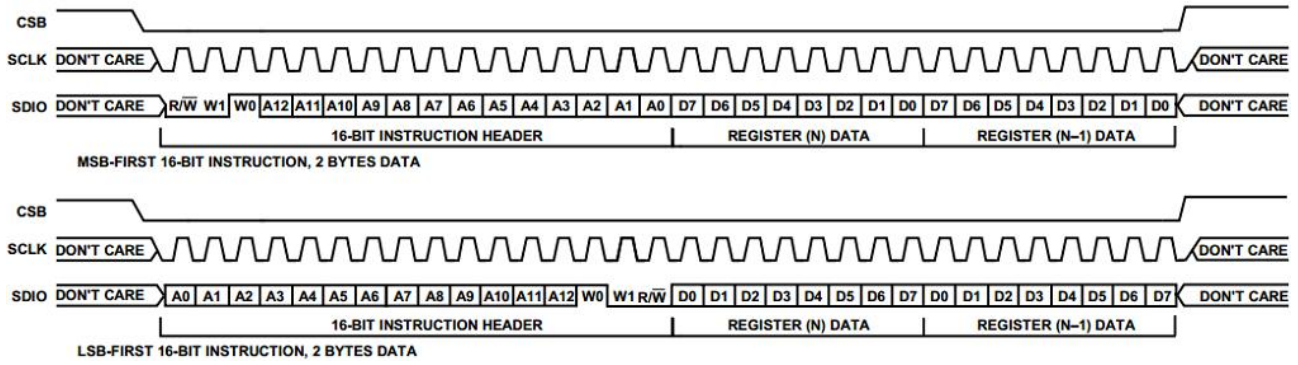 CSB
SCLK DON'T CARE DON'T CARE
SDIO DON'T CARE R/W̅ W1 W0 A12 A11 A10 A9 A8 A7 A6 A5 A4 A3 A2 A1 A0 D7 D6 D5 D4 D3 D2 D1 D0 D7 D6 D5 D4 D3 D2 D1 D0 DON'T CARE
16-BIT INSTRUCTION HEADER REGISTER (N) DATA REGISTER (N–1) DATA
MSB-FIRST 16-BIT INSTRUCTION, 2 BYTES DATA
CSB
SCLK DON'T CARE DON'T CARE
SDIO DON'T CARE A0 A1 A2 A3 A4 A5 A6 A7 A8 A9 A10 A11 A12 W0 W1 R/W̅ D0 D1 D2 D3 D4 D5 D6 D7 D0 D1 D2 D3 D4 D5 D6 D7 DON'T CARE
16-BIT INSTRUCTION HEADER REGISTER (N) DATA REGISTER (N–1) DATA
LSB-FIRST 16-BIT INSTRUCTION, 2 BYTES DATA